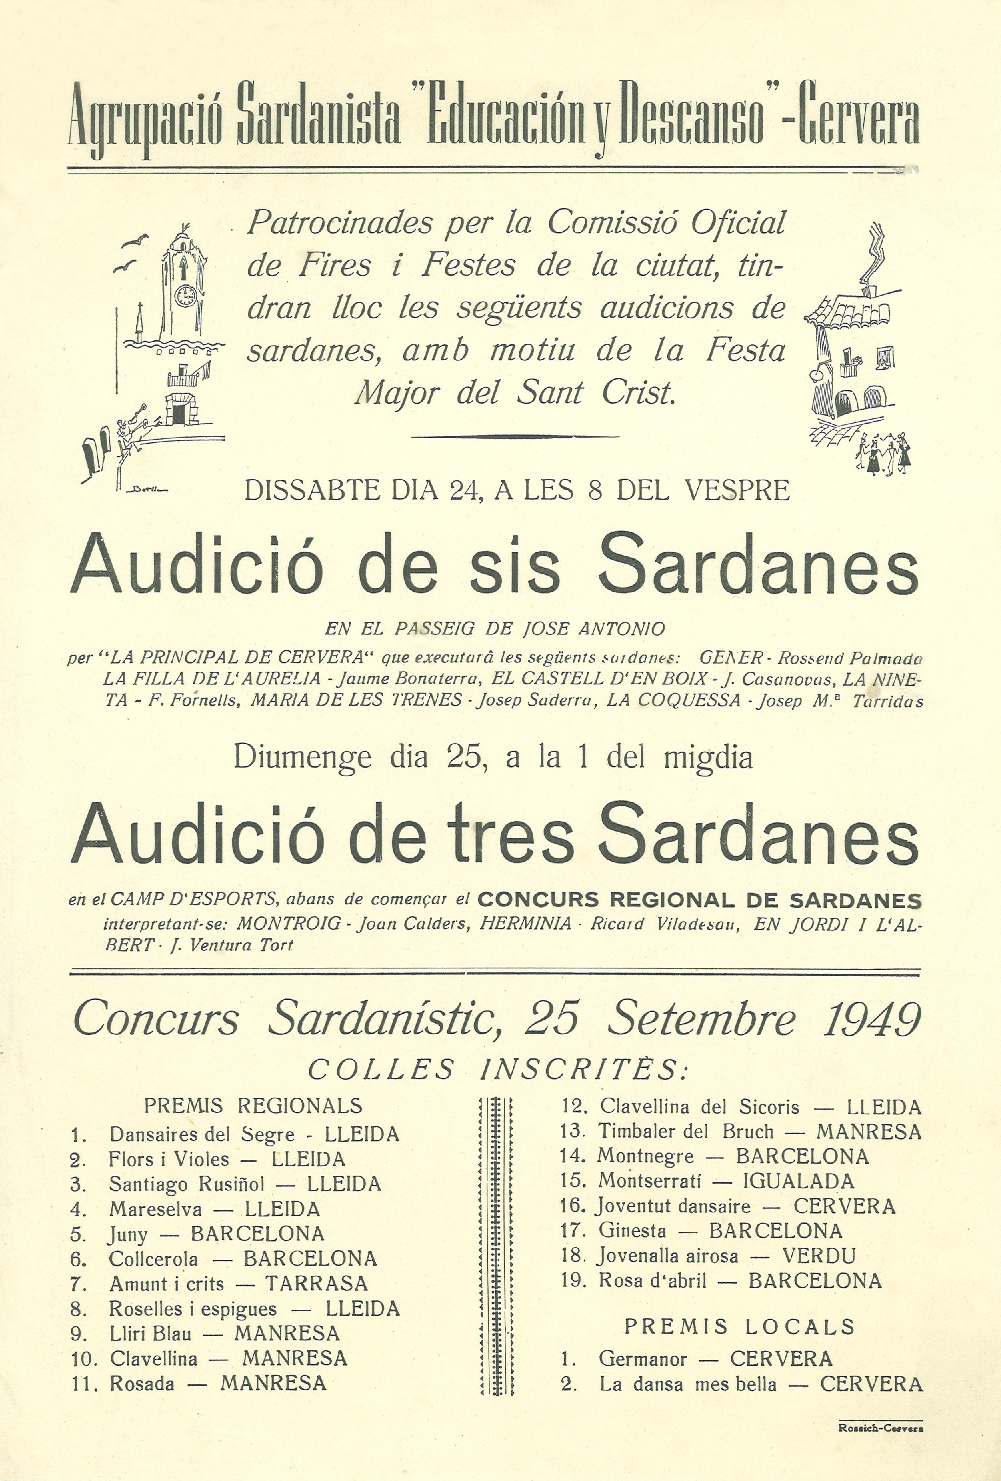 Agrupació Sardanista "Educación y Descanso" - Cervera
Patrocinades per la Comissió Oficial
de Fires i Festes de la ciutat, tin-
dran lloc les següents audicions de
sardanes, amb motiu de la Festa
Major del Sant Crist.
DISSABTE DIA 24, A LES 8 DEL VESPRE
Audició de sis Sardanes
EN EL PASSEIG DE JOSE ANTONIO
per "LA PRINCIPAL DE CERVERA" que executarà les següents sardanes: GENER - Rossend Palmada
LA FILLA DE L'AURELIA - Jaume Bonaterra, EL CASTELL D'EN BOIX - J. Casanovas, LA NINE-
TA - F. Fornells, MARIA DE LES TRENES - Josep Saderra, LA COQUESSA - Josep M.ª Tarridas
Diumenge dia 25, a la 1 del migdia
Audició de tres Sardanes
en el CAMP D'ESPORTS, abans de començar el CONCURS REGIONAL DE SARDANES
interpretant-se: MONTROIG - Joan Calders, HERMINIA - Ricard Viladesau, EN JORDI I L'AL-
BERT - J. Ventura Tort
Concurs Sardanístic, 25 Setembre 1949
COLLES INSCRITES:
PREMIS REGIONALS
1. Dansaires del Segre - LLEIDA
2. Flors i Violes — LLEIDA
3. Santiago Rusiñol — LLEIDA
4. Mareselva — LLEIDA
5. Juny — BARCELONA
6. Collcerola — BARCELONA
7. Amunt i crits — TARRASA
8. Roselles i espigues — LLEIDA
9. Lliri Blau — MANRESA
10. Clavellina — MANRESA
11. Rosada — MANRESA
12. Clavellina del Sicoris — LLEIDA
13. Timbaler del Bruch — MANRESA
14. Montnegre — BARCELONA
15. Montserratí — IGUALADA
16. Joventut dansaire — CERVERA
17. Ginesta — BARCELONA
18. Jovenalla airosa — VERDU
19. Rosa d'abril — BARCELONA
PREMIS LOCALS
1. Germanor — CERVERA
2. La dansa mes bella — CERVERA
Rossich-Cervera